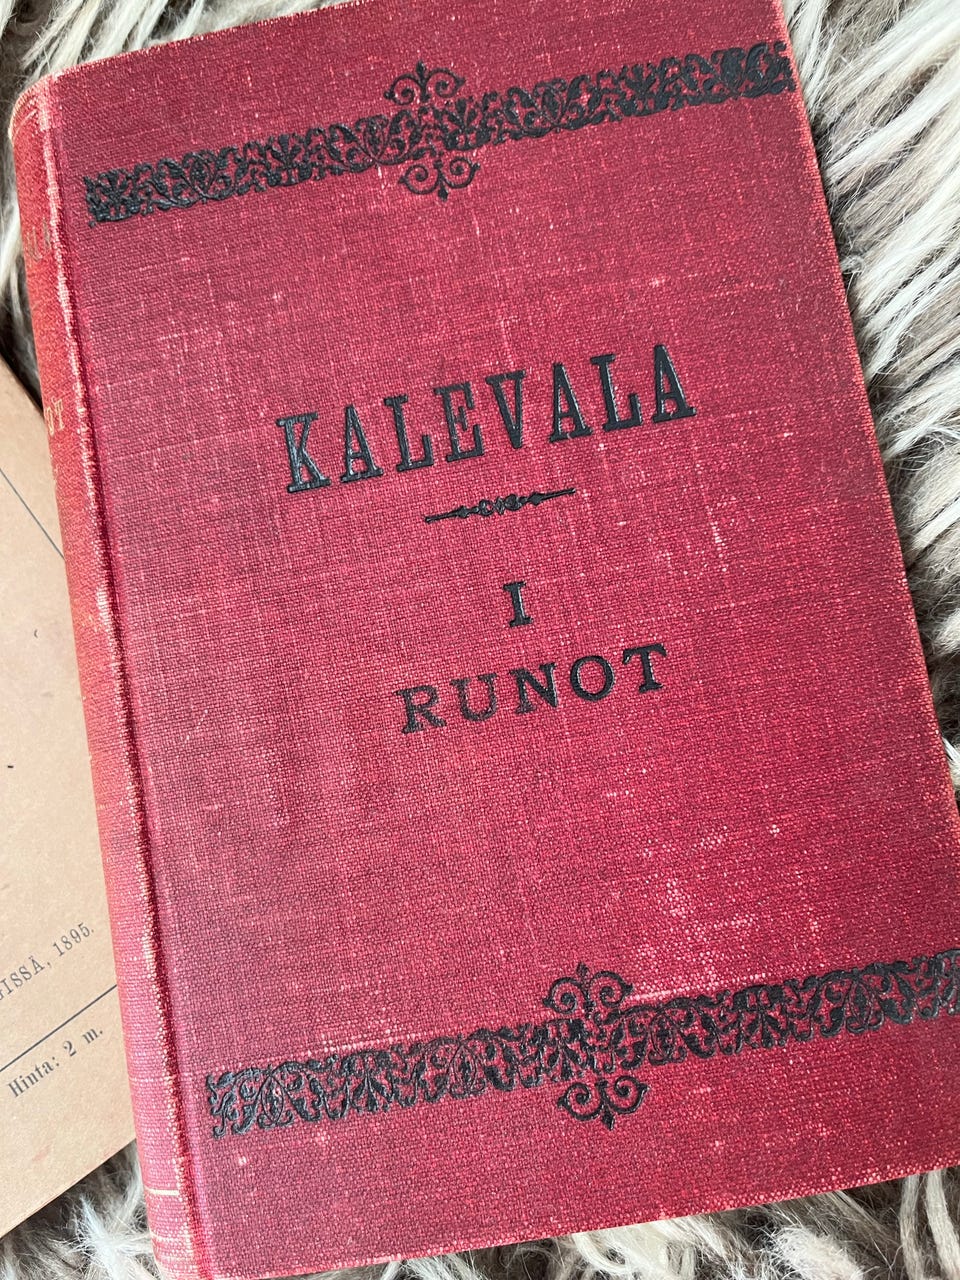 KALEVALA
I
RUNOT
1895.
Hinta: 2 m.